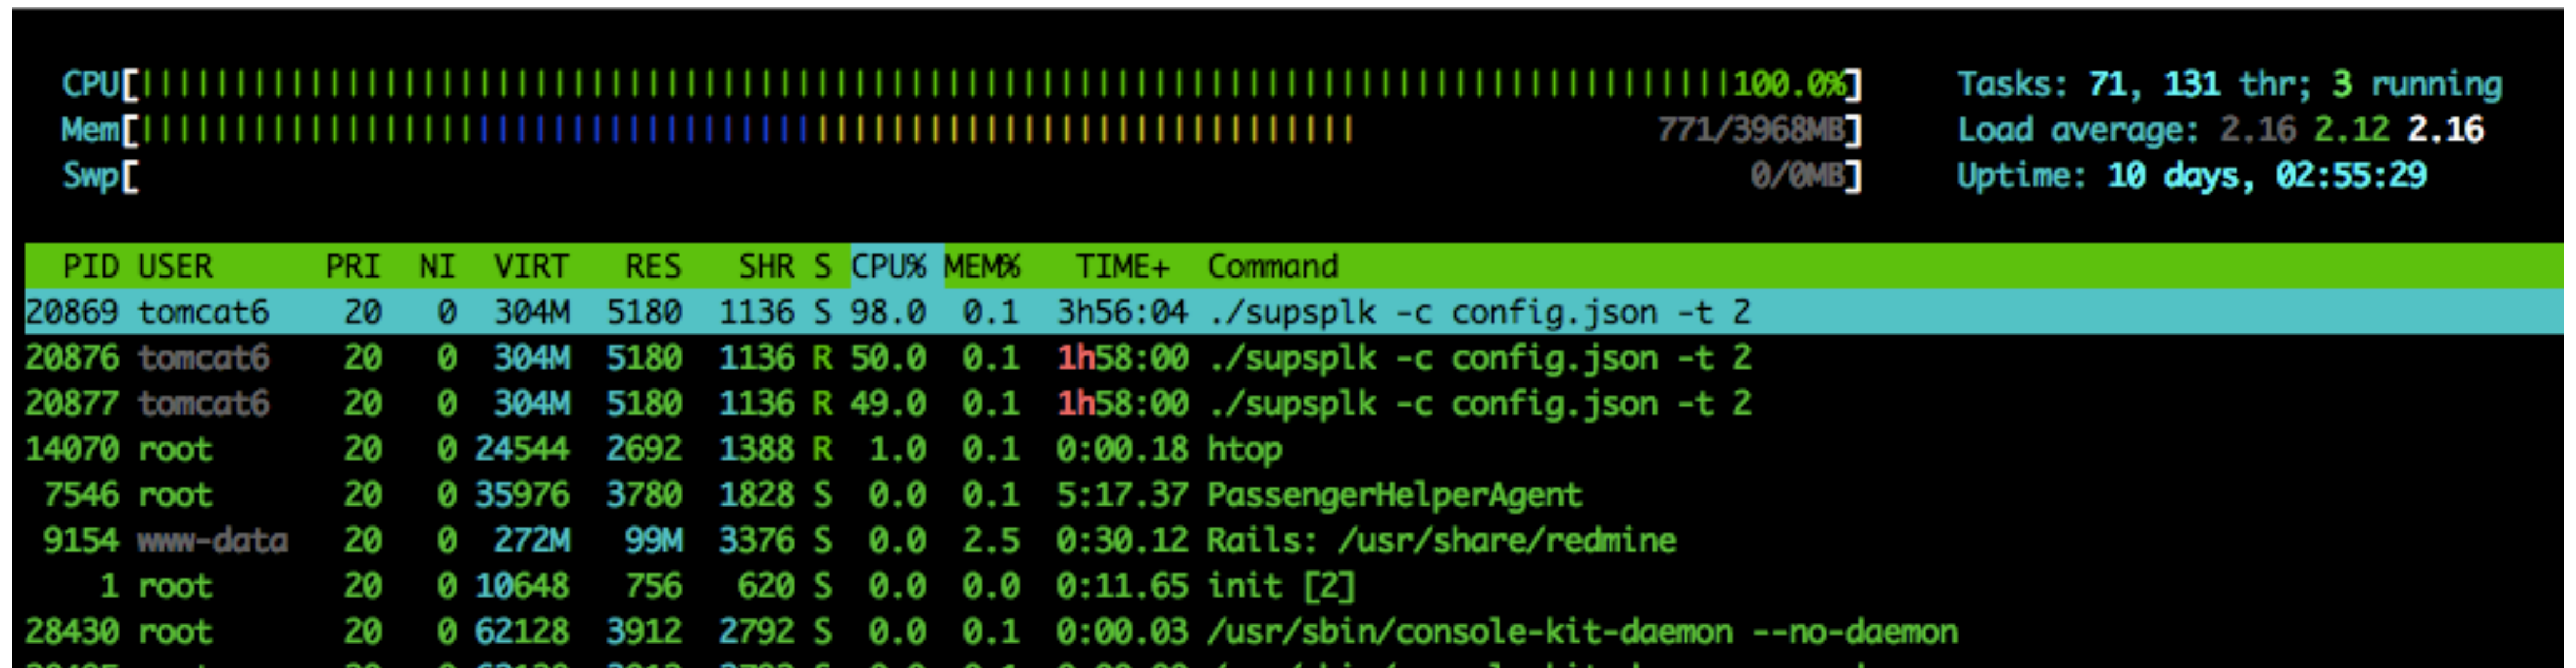 CPU[100.0%] Tasks: 71, 131 thr; 3 running
Mem[771/3968MB] Load average: 2.16 2.12 2.16
Swp[0/0MB] Uptime: 10 days, 02:55:29
PID USER PRI NI VIRT RES SHR S CPU% MEM% TIME+ Command
20869 tomcat6 20 0 304M 5180 1136 S 98.0 0.1 3h56:04 ./supsplk -c config.json -t 2
20876 tomcat6 20 0 304M 5180 1136 R 50.0 0.1 1h58:00 ./supsplk -c config.json -t 2
20877 tomcat6 20 0 304M 5180 1136 R 49.0 0.1 1h58:00 ./supsplk -c config.json -t 2
14070 root 20 0 24544 2692 1388 R 1.0 0.1 0:00.18 htop
7546 root 20 0 35976 3780 1828 S 0.0 0.1 5:17.37 PassengerHelperAgent
9154 www-data 20 0 272M 99M 3376 S 0.0 2.5 0:30.12 Rails: /usr/share/redmine
1 root 20 0 10648 756 620 S 0.0 0.0 0:11.65 init [2]
28430 root 20 0 62128 3912 2792 S 0.0 0.1 0:00.03 /usr/sbin/console-kit-daemon --no-daemon